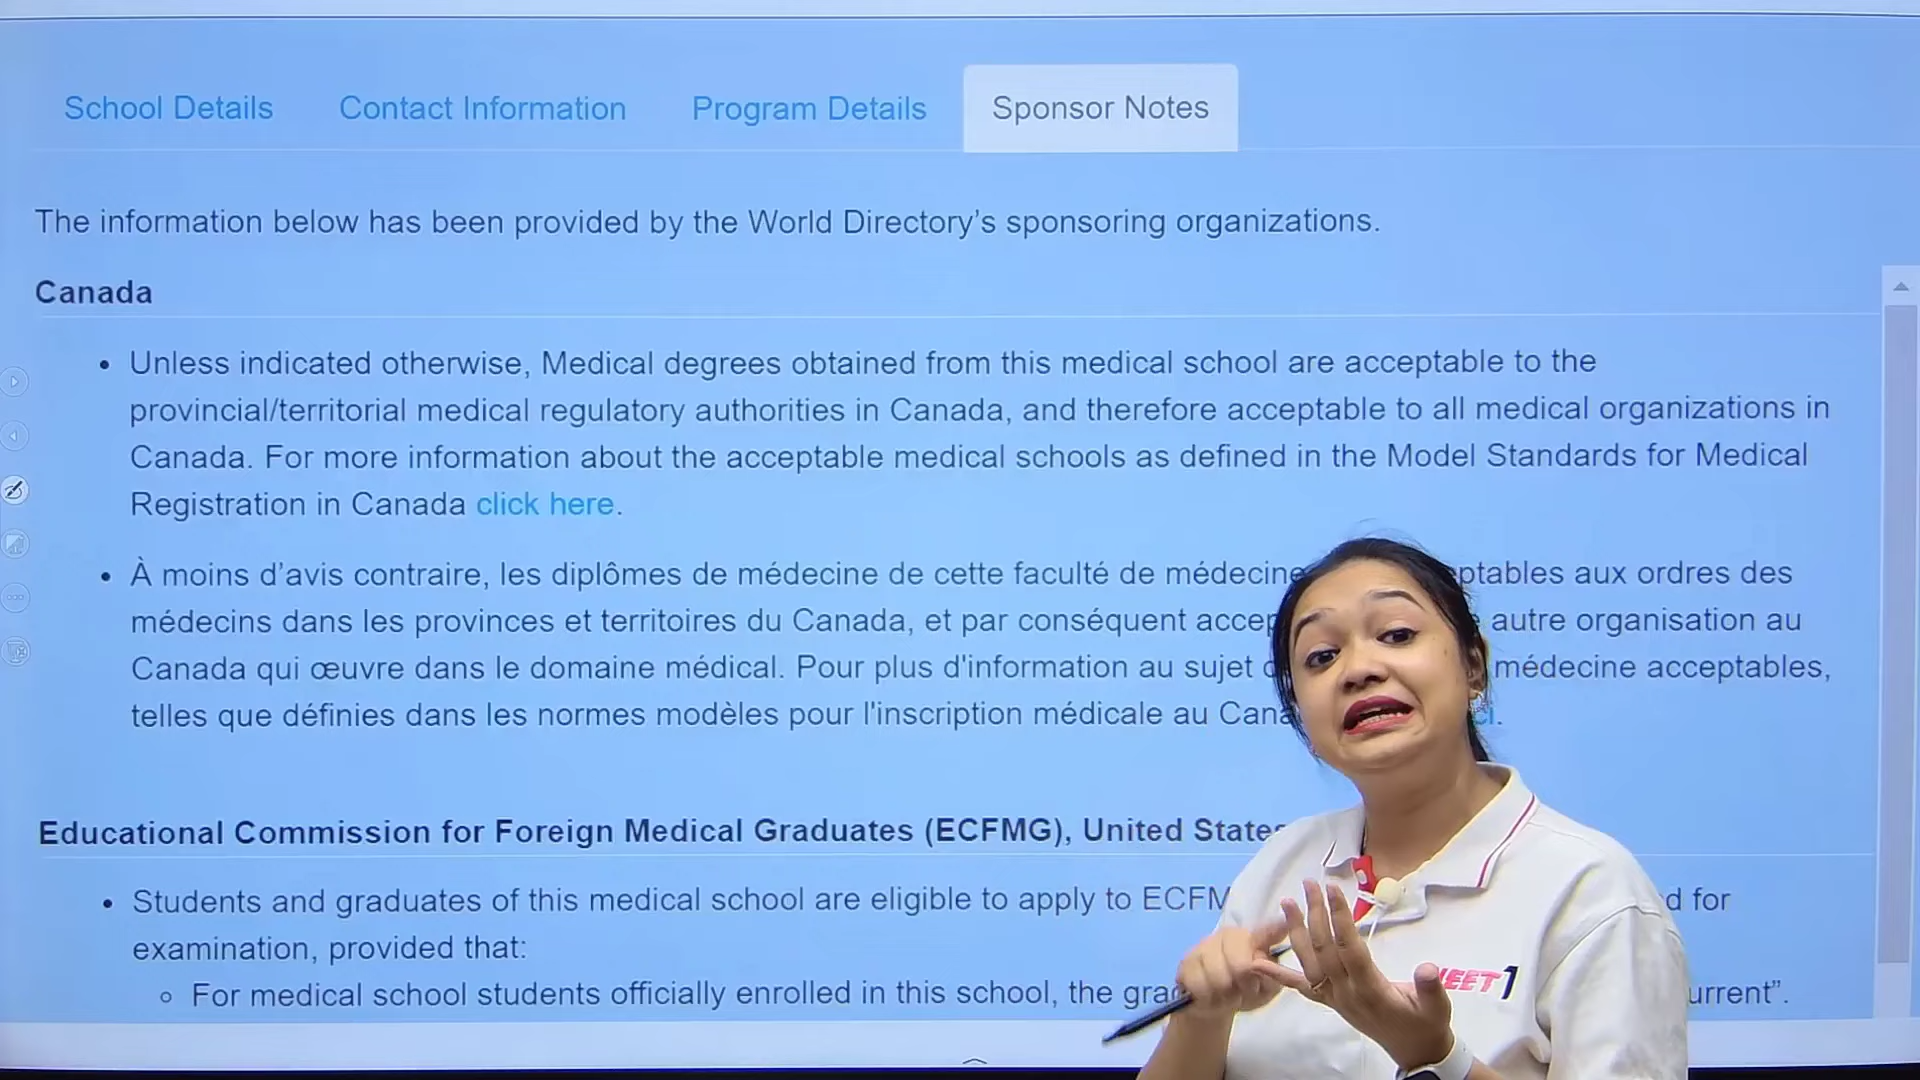 School Details
Contact Information
Program Details
Sponsor Notes
The information below has been provided by the World Directory's sponsoring organizations.
Canada
Unless indicated otherwise, Medical degrees obtained from this medical school are acceptable to the
provincial/territorial medical regulatory authorities in Canada, and therefore acceptable to all medical organizations in
Canada. For more information about the acceptable medical schools as defined in the Model Standards for Medical
Registration in Canada click here.
À moins d'avis contraire, les diplômes de médecine de cette faculté de médecine ptables aux ordres des
médecins dans les provinces et territoires du Canada, et par conséquent accep autre organisation au
Canada qui œuvre dans le domaine médical. Pour plus d'information au sujet médecine acceptables,
telles que définies dans les normes modèles pour l'inscription médicale au Cana ci.
Educational Commission for Foreign Medical Graduates (ECFMG), United States
Students and graduates of this medical school are eligible to apply to ECFM d for
examination, provided that:
For medical school students officially enrolled in this school, the gra urrent”.
EET1